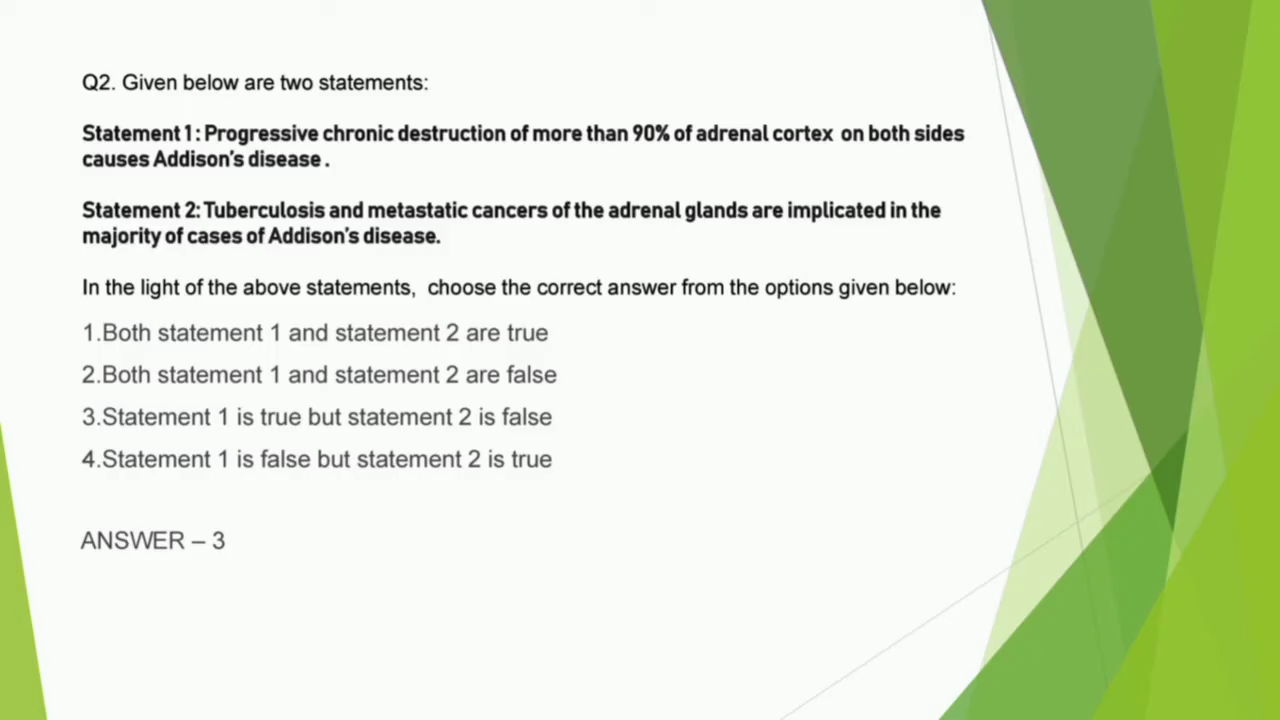 Q2. Given below are two statements:
Statement 1: Progressive chronic destruction of more than 90% of adrenal cortex on both sides
causes Addison's disease .
Statement 2: Tuberculosis and metastatic cancers of the adrenal glands are implicated in the
majority of cases of Addison's disease.
In the light of the above statements, choose the correct answer from the options given below:
1.Both statement 1 and statement 2 are true
2.Both statement 1 and statement 2 are false
3.Statement 1 is true but statement 2 is false
4.Statement 1 is false but statement 2 is true
ANSWER – 3